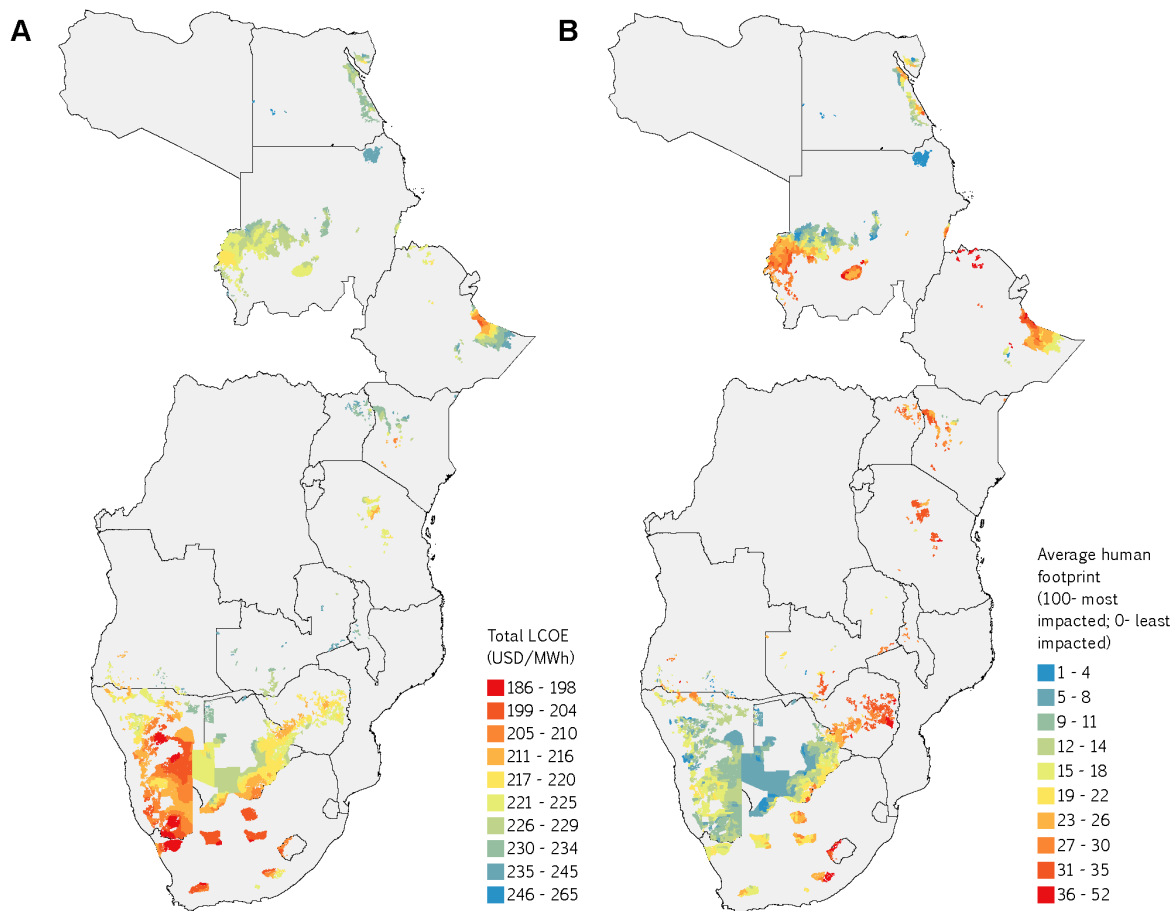 A
B
Total LCOE
(USD/MWh)
186 - 198
199 - 204
205 - 210
211 - 216
217 - 220
221 - 225
226 - 229
230 - 234
235 - 245
246 - 265
Average human
footprint
(100- most
impacted; 0- least
impacted)
1 - 4
5 - 8
9 - 11
12 - 14
15 - 18
19 - 22
23 - 26
27 - 30
31 - 35
36 - 52